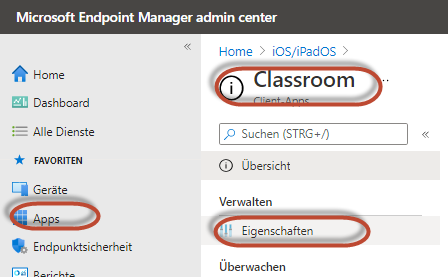 Microsoft Endpoint Manager admin center
Home
Dashboard
Alle Dienste
FAVORITEN
Geräte
Apps
Endpunktsicherheit
Berichte
Home > iOS/iPadOS >
Classroom ...
Client-Apps
Suchen (STRG+/)
Übersicht
Verwalten
Eigenschaften
Überwachen